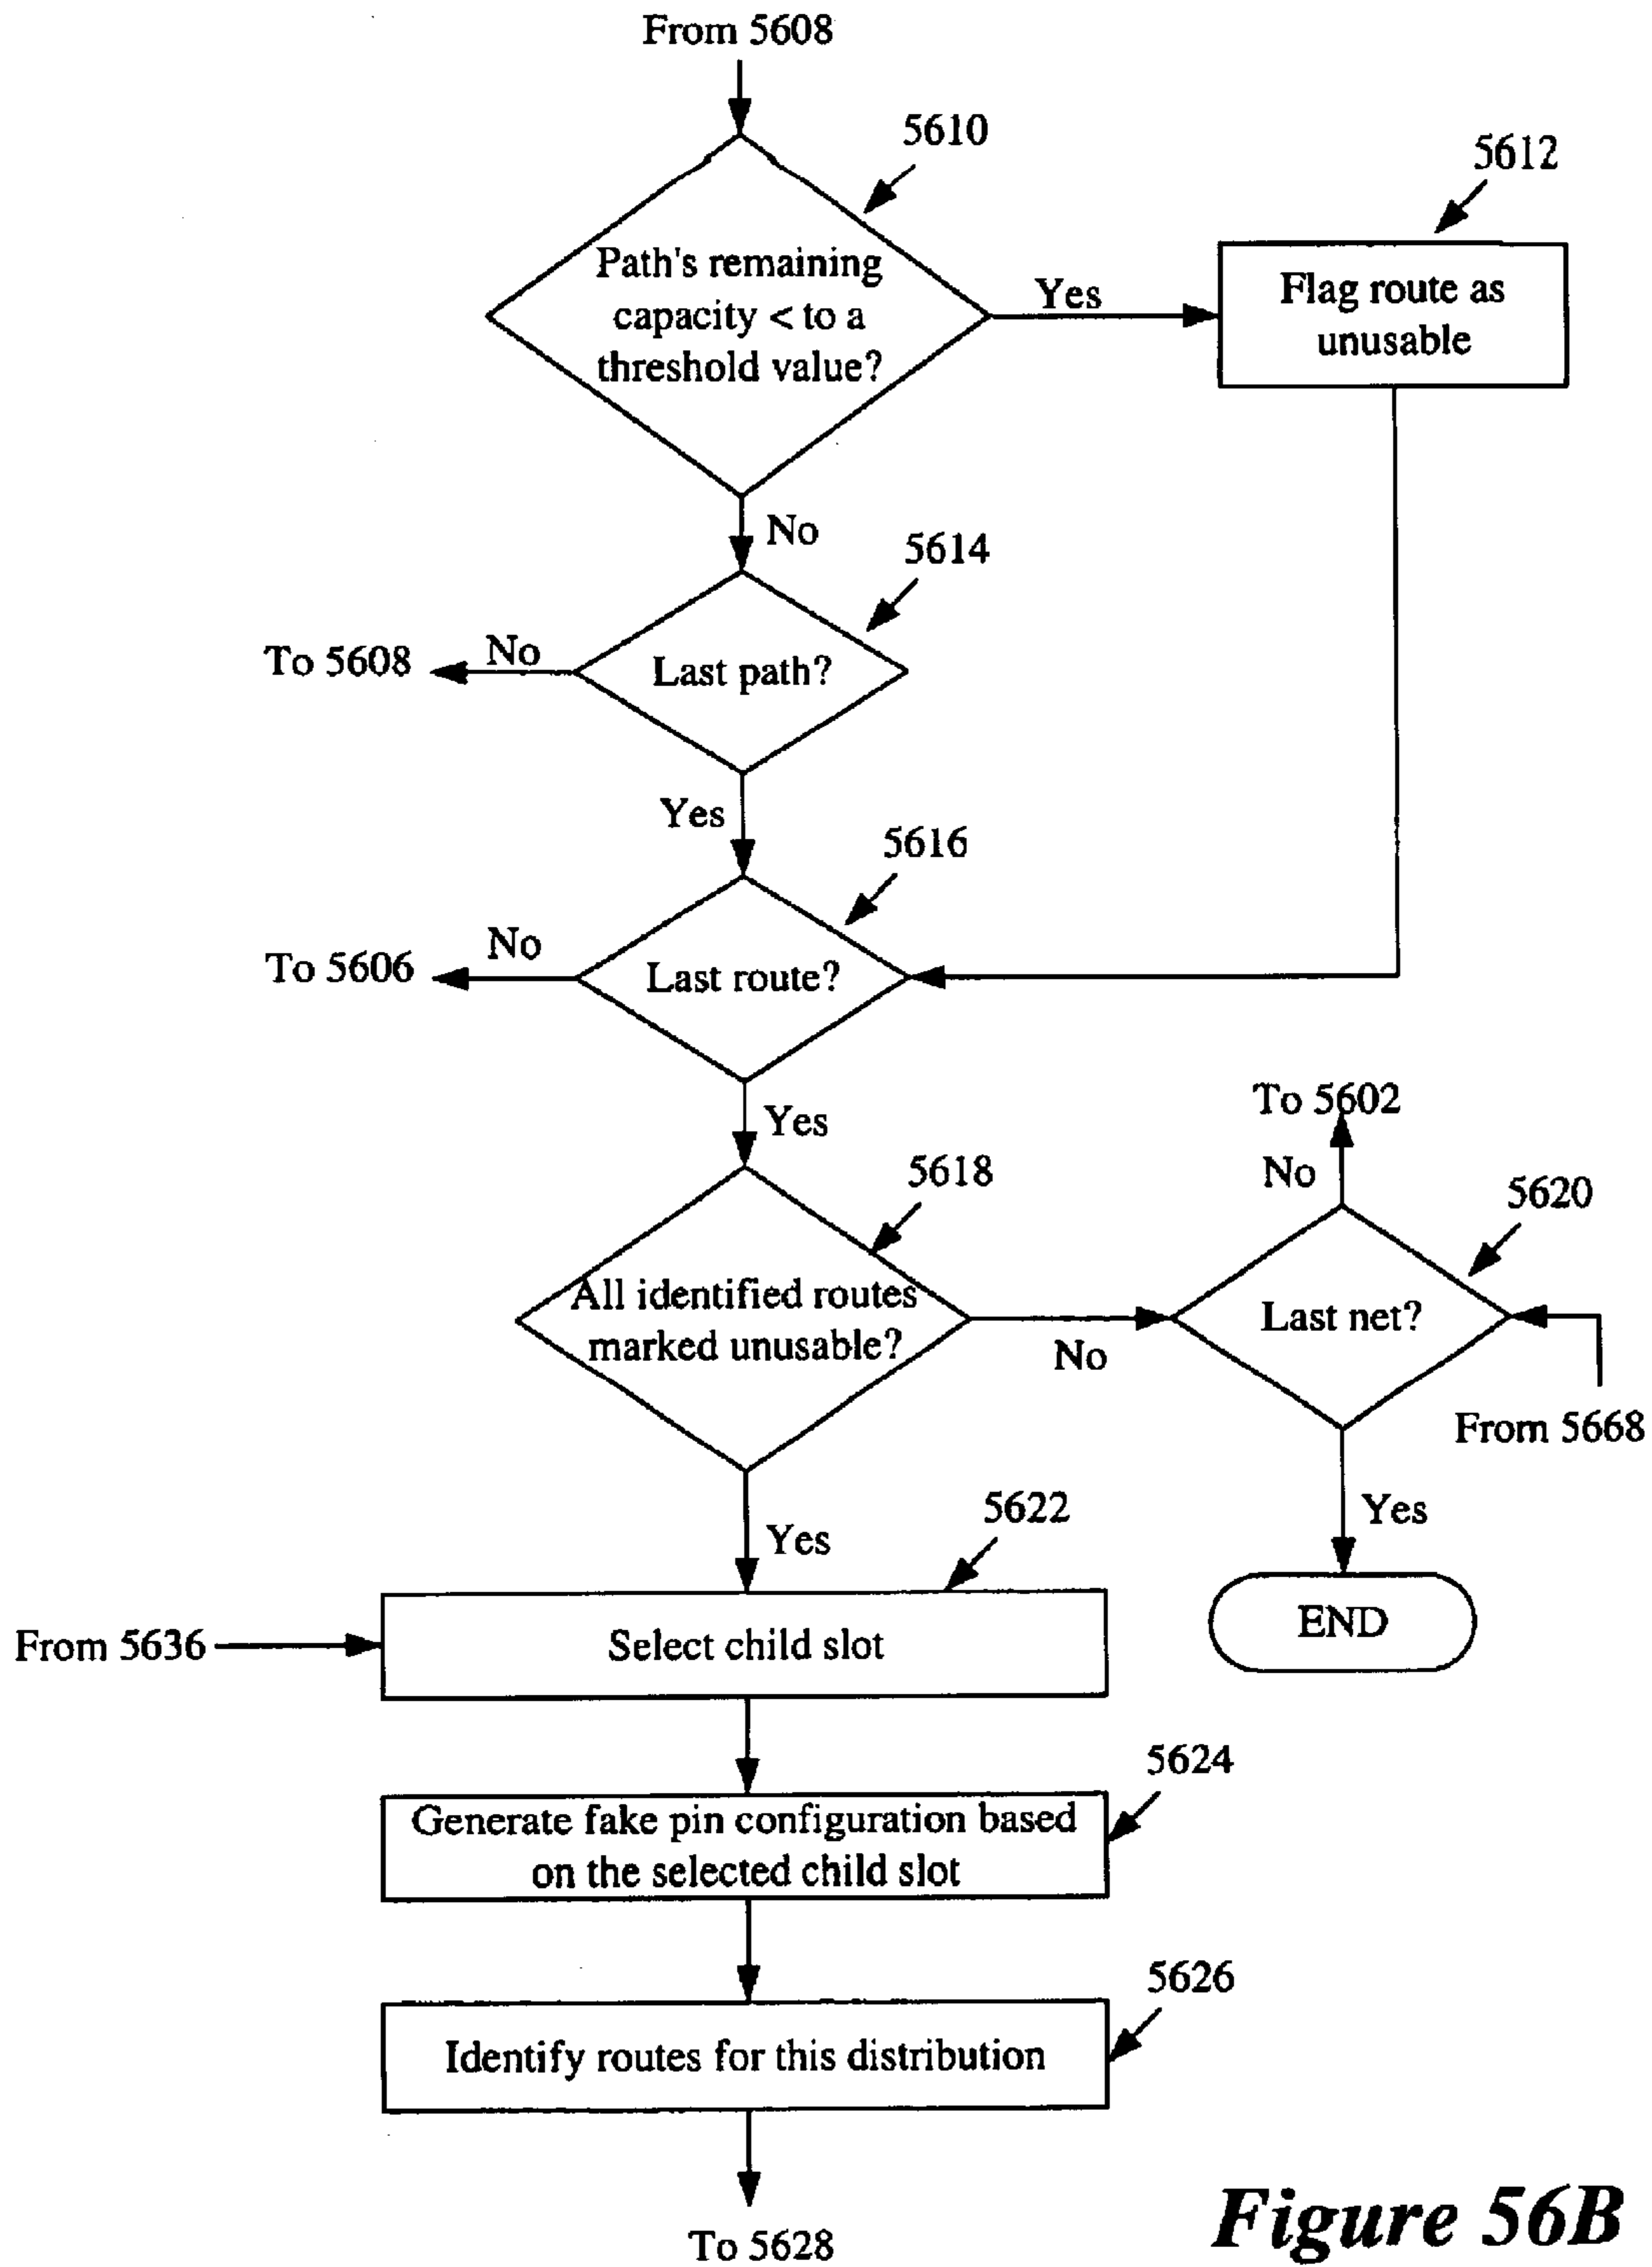 From 5608
5610
5612
Path's remaining
capacity < to a
threshold value?
Yes
Flag route as
unusable
No
5614
To 5608
No
Last path?
Yes
5616
To 5606
No
Last route?
Yes
To 5602
No
5618
5620
All identified routes
marked unusable?
No
Last net?
From 5668
Yes
Yes
END
5622
From 5636
Select child slot
5624
Generate fake pin configuration based
on the selected child slot
5626
Identify routes for this distribution
To 5628
Figure 56B